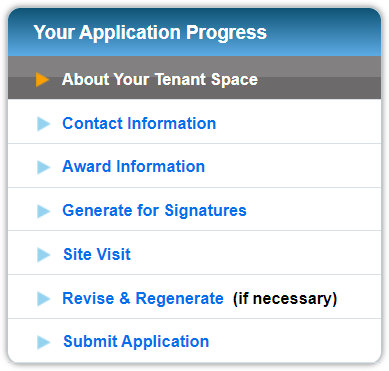 Your Application Progress
About Your Tenant Space
Contact Information
Award Information
Generate for Signatures
Site Visit
Revise & Regenerate (if necessary)
Submit Application